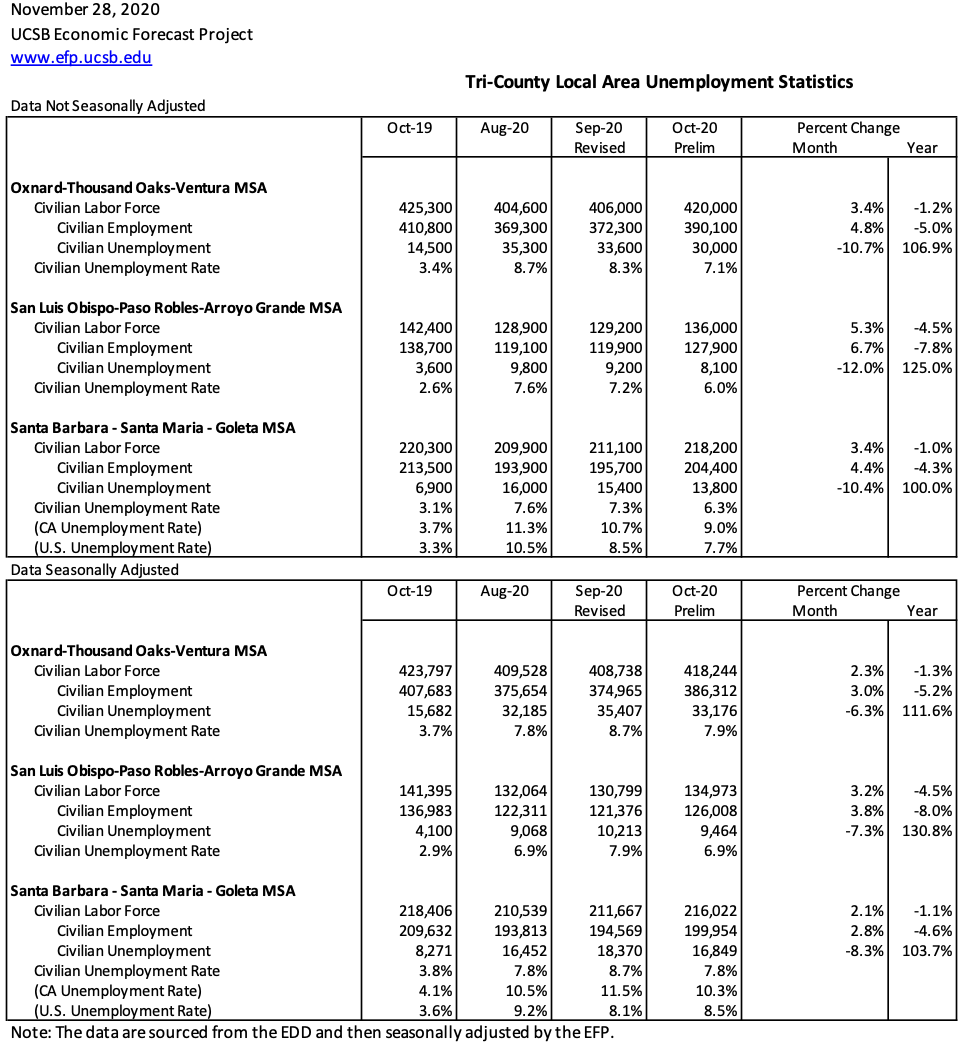 November 28, 2020
UCSB Economic Forecast Project
www.efp.ucsb.edu
Tri-County Local Area Unemployment Statistics
Data Not Seasonally Adjusted
Oct-19 Aug-20 Sep-20 Oct-20 Percent Change
Revised Prelim Month Year
Oxnard-Thousand Oaks-Ventura MSA
Civilian Labor Force 425,300 404,600 406,000 420,000 3.4% -1.2%
Civilian Employment 410,800 369,300 372,300 390,100 4.8% -5.0%
Civilian Unemployment 14,500 35,300 33,600 30,000 -10.7% 106.9%
Civilian Unemployment Rate 3.4% 8.7% 8.3% 7.1%
San Luis Obispo-Paso Robles-Arroyo Grande MSA
Civilian Labor Force 142,400 128,900 129,200 136,000 5.3% -4.5%
Civilian Employment 138,700 119,100 119,900 127,900 6.7% -7.8%
Civilian Unemployment 3,600 9,800 9,200 8,100 -12.0% 125.0%
Civilian Unemployment Rate 2.6% 7.6% 7.2% 6.0%
Santa Barbara - Santa Maria - Goleta MSA
Civilian Labor Force 220,300 209,900 211,100 218,200 3.4% -1.0%
Civilian Employment 213,500 193,900 195,700 204,400 4.4% -4.3%
Civilian Unemployment 6,900 16,000 15,400 13,800 -10.4% 100.0%
Civilian Unemployment Rate 3.1% 7.6% 7.3% 6.3%
(CA Unemployment Rate) 3.7% 11.3% 10.7% 9.0%
(U.S. Unemployment Rate) 3.3% 10.5% 8.5% 7.7%
Data Seasonally Adjusted
Oct-19 Aug-20 Sep-20 Oct-20 Percent Change
Revised Prelim Month Year
Oxnard-Thousand Oaks-Ventura MSA
Civilian Labor Force 423,797 409,528 408,738 418,244 2.3% -1.3%
Civilian Employment 407,683 375,654 374,965 386,312 3.0% -5.2%
Civilian Unemployment 15,682 32,185 35,407 33,176 -6.3% 111.6%
Civilian Unemployment Rate 3.7% 7.8% 8.7% 7.9%
San Luis Obispo-Paso Robles-Arroyo Grande MSA
Civilian Labor Force 141,395 132,064 130,799 134,973 3.2% -4.5%
Civilian Employment 136,983 122,311 121,376 126,008 3.8% -8.0%
Civilian Unemployment 4,100 9,068 10,213 9,464 -7.3% 130.8%
Civilian Unemployment Rate 2.9% 6.9% 7.9% 6.9%
Santa Barbara - Santa Maria - Goleta MSA
Civilian Labor Force 218,406 210,539 211,667 216,022 2.1% -1.1%
Civilian Employment 209,632 193,813 194,569 199,954 2.8% -4.6%
Civilian Unemployment 8,271 16,452 18,370 16,849 -8.3% 103.7%
Civilian Unemployment Rate 3.8% 7.8% 8.7% 7.8%
(CA Unemployment Rate) 4.1% 10.5% 11.5% 10.3%
(U.S. Unemployment Rate) 3.6% 9.2% 8.1% 8.5%
Note: The data are sourced from the EDD and then seasonally adjusted by the EFP.